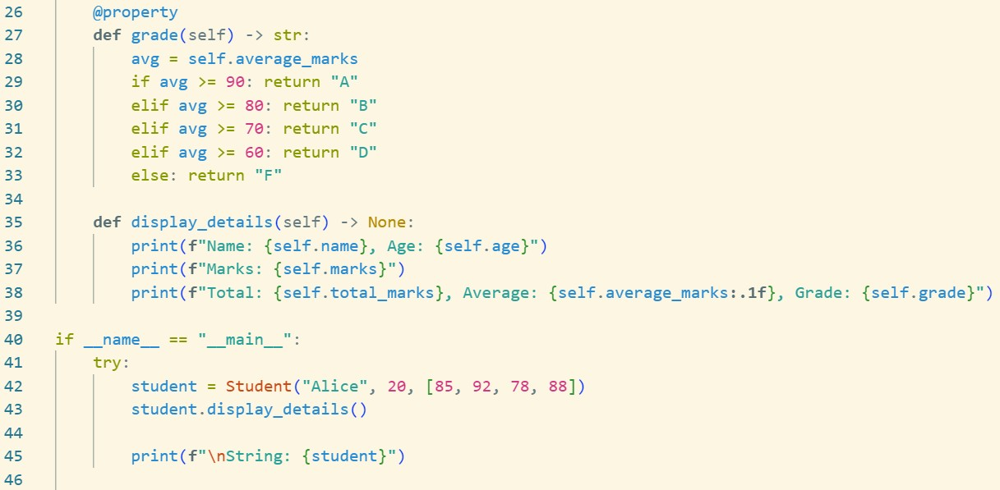 26 @property
27 def grade(self) -> str:
28 avg = self.average_marks
29 if avg >= 90: return "A"
30 elif avg >= 80: return "B"
31 elif avg >= 70: return "C"
32 elif avg >= 60: return "D"
33 else: return "F"
34
35 def display_details(self) -> None:
36 print(f"Name: {self.name}, Age: {self.age}")
37 print(f"Marks: {self.marks}")
38 print(f"Total: {self.total_marks}, Average: {self.average_marks:.1f}, Grade: {self.grade}")
39
40 if __name__ == "__main__":
41 try:
42 student = Student("Alice", 20, [85, 92, 78, 88])
43 student.display_details()
44
45 print(f"\nString: {student}")
46